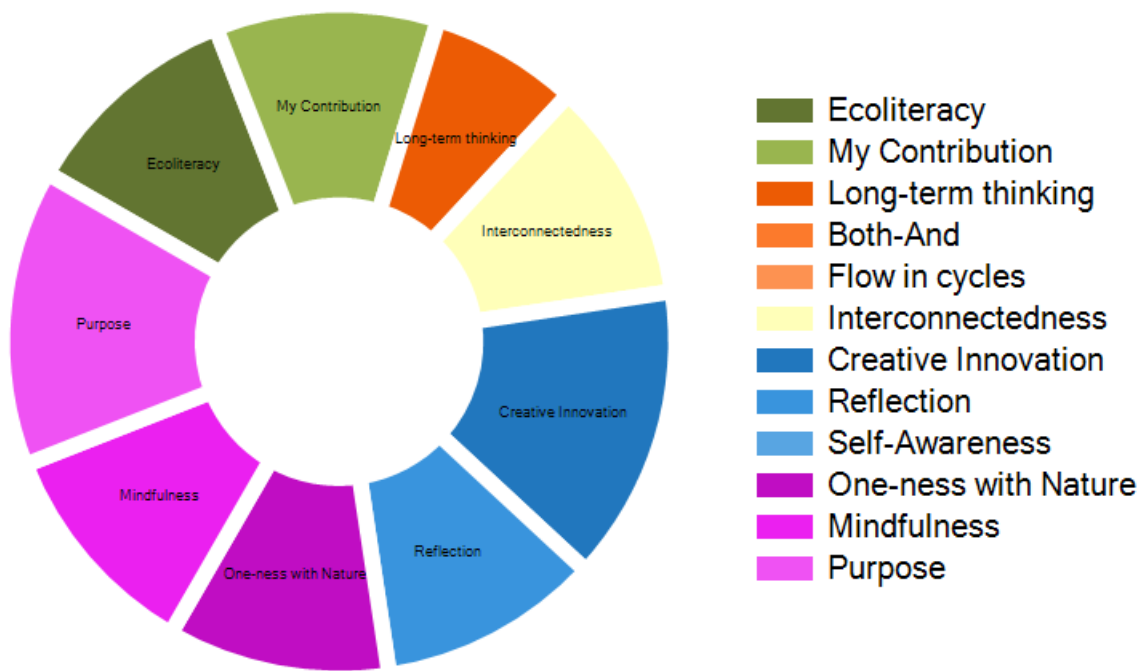 My Contribution
Long-term thinking
Ecoliteracy
Interconnectedness
Purpose
Creative Innovation
Mindfulness
Reflection
One-ness with Nature
Ecoliteracy
My Contribution
Long-term thinking
Both-And
Flow in cycles
Interconnectedness
Creative Innovation
Reflection
Self-Awareness
One-ness with Nature
Mindfulness
Purpose